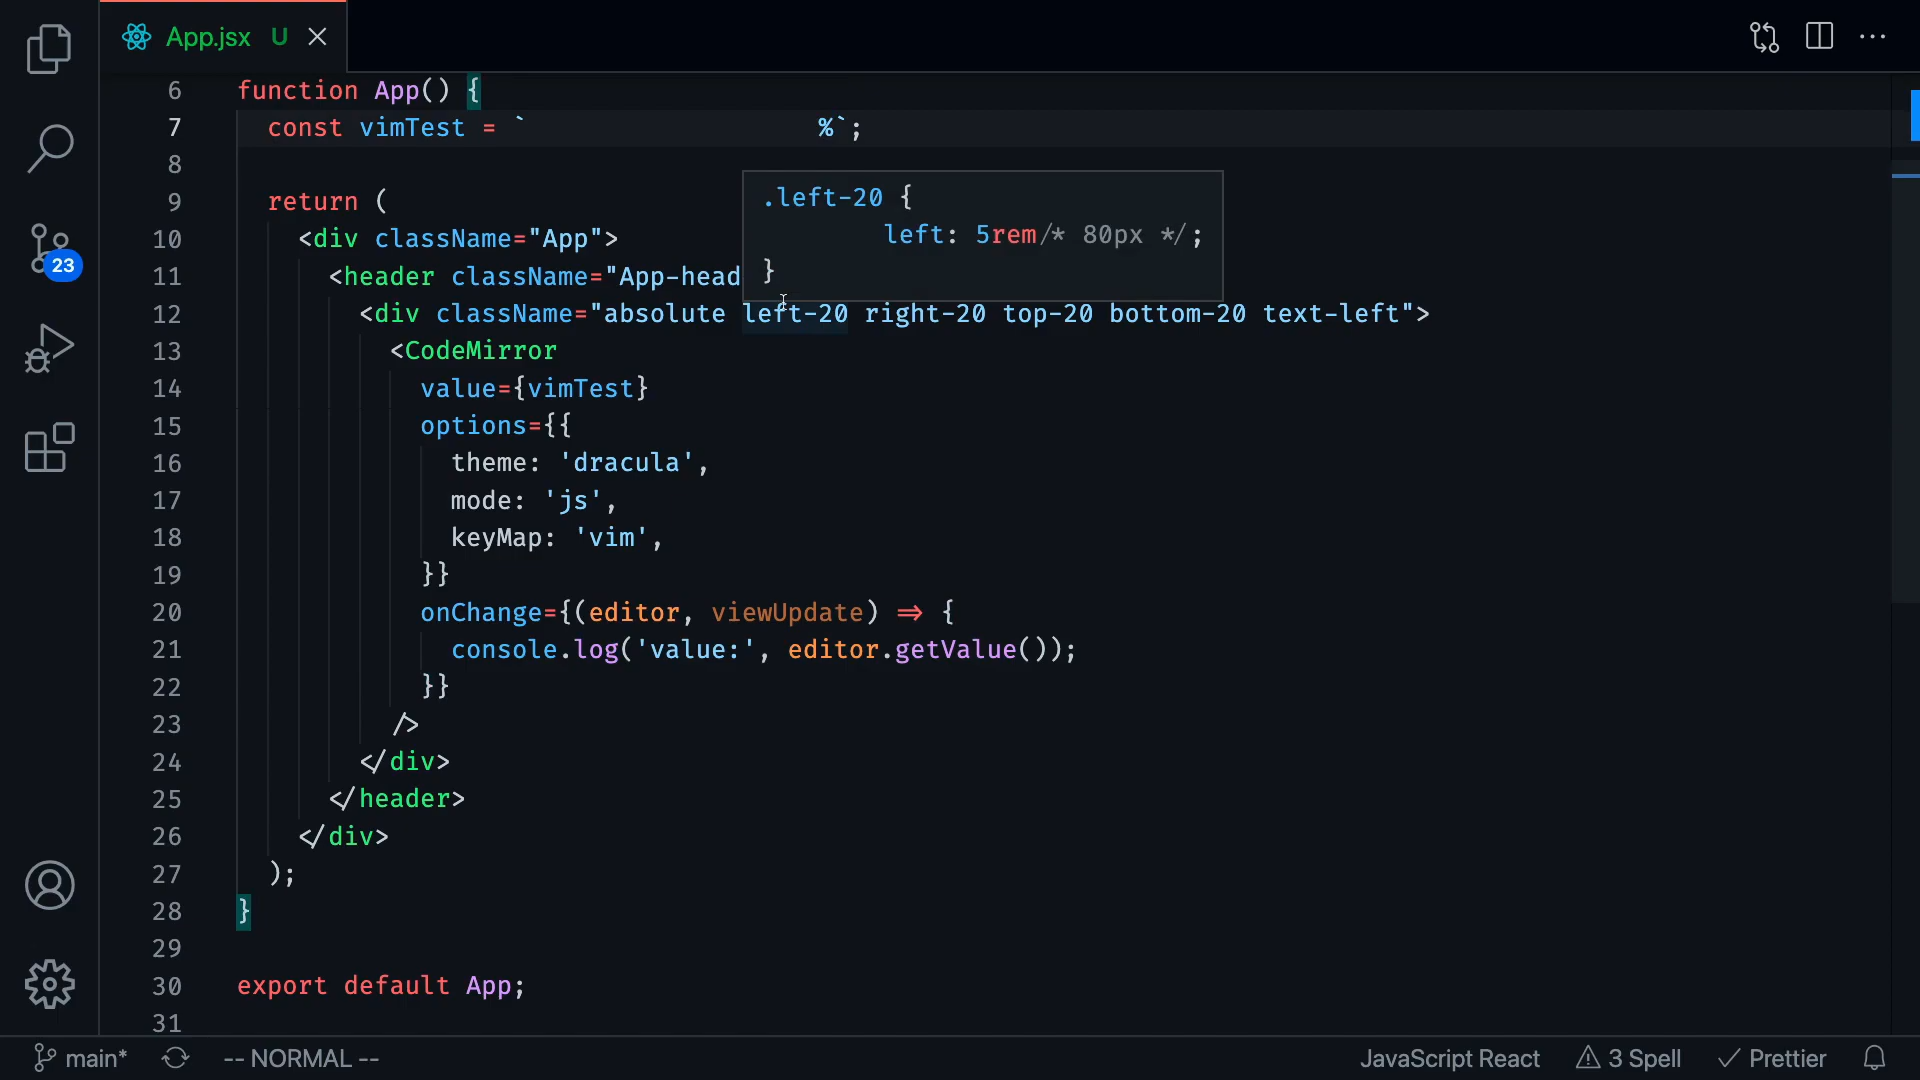 App.jsx U
6 function App() {
7 const vimTest = ` %`;
8
9 return (
.left-20 {
left: 5rem/* 80px */;
}
10 <div className="App">
11 <header className="App-head
12 <div className="absolute left-20 right-20 top-20 bottom-20 text-left">
13 <CodeMirror
14 value={vimTest}
15 options={{
16 theme: 'dracula',
17 mode: 'js',
18 keyMap: 'vim',
19 }}
20 onChange={(editor, viewUpdate) => {
21 console.log('value:', editor.getValue());
22 }}
23 />
24 </div>
25 </header>
26 </div>
27 );
28 }
29
30 export default App;
31
23
main* -- NORMAL -- JavaScript React 3 Spell Prettier